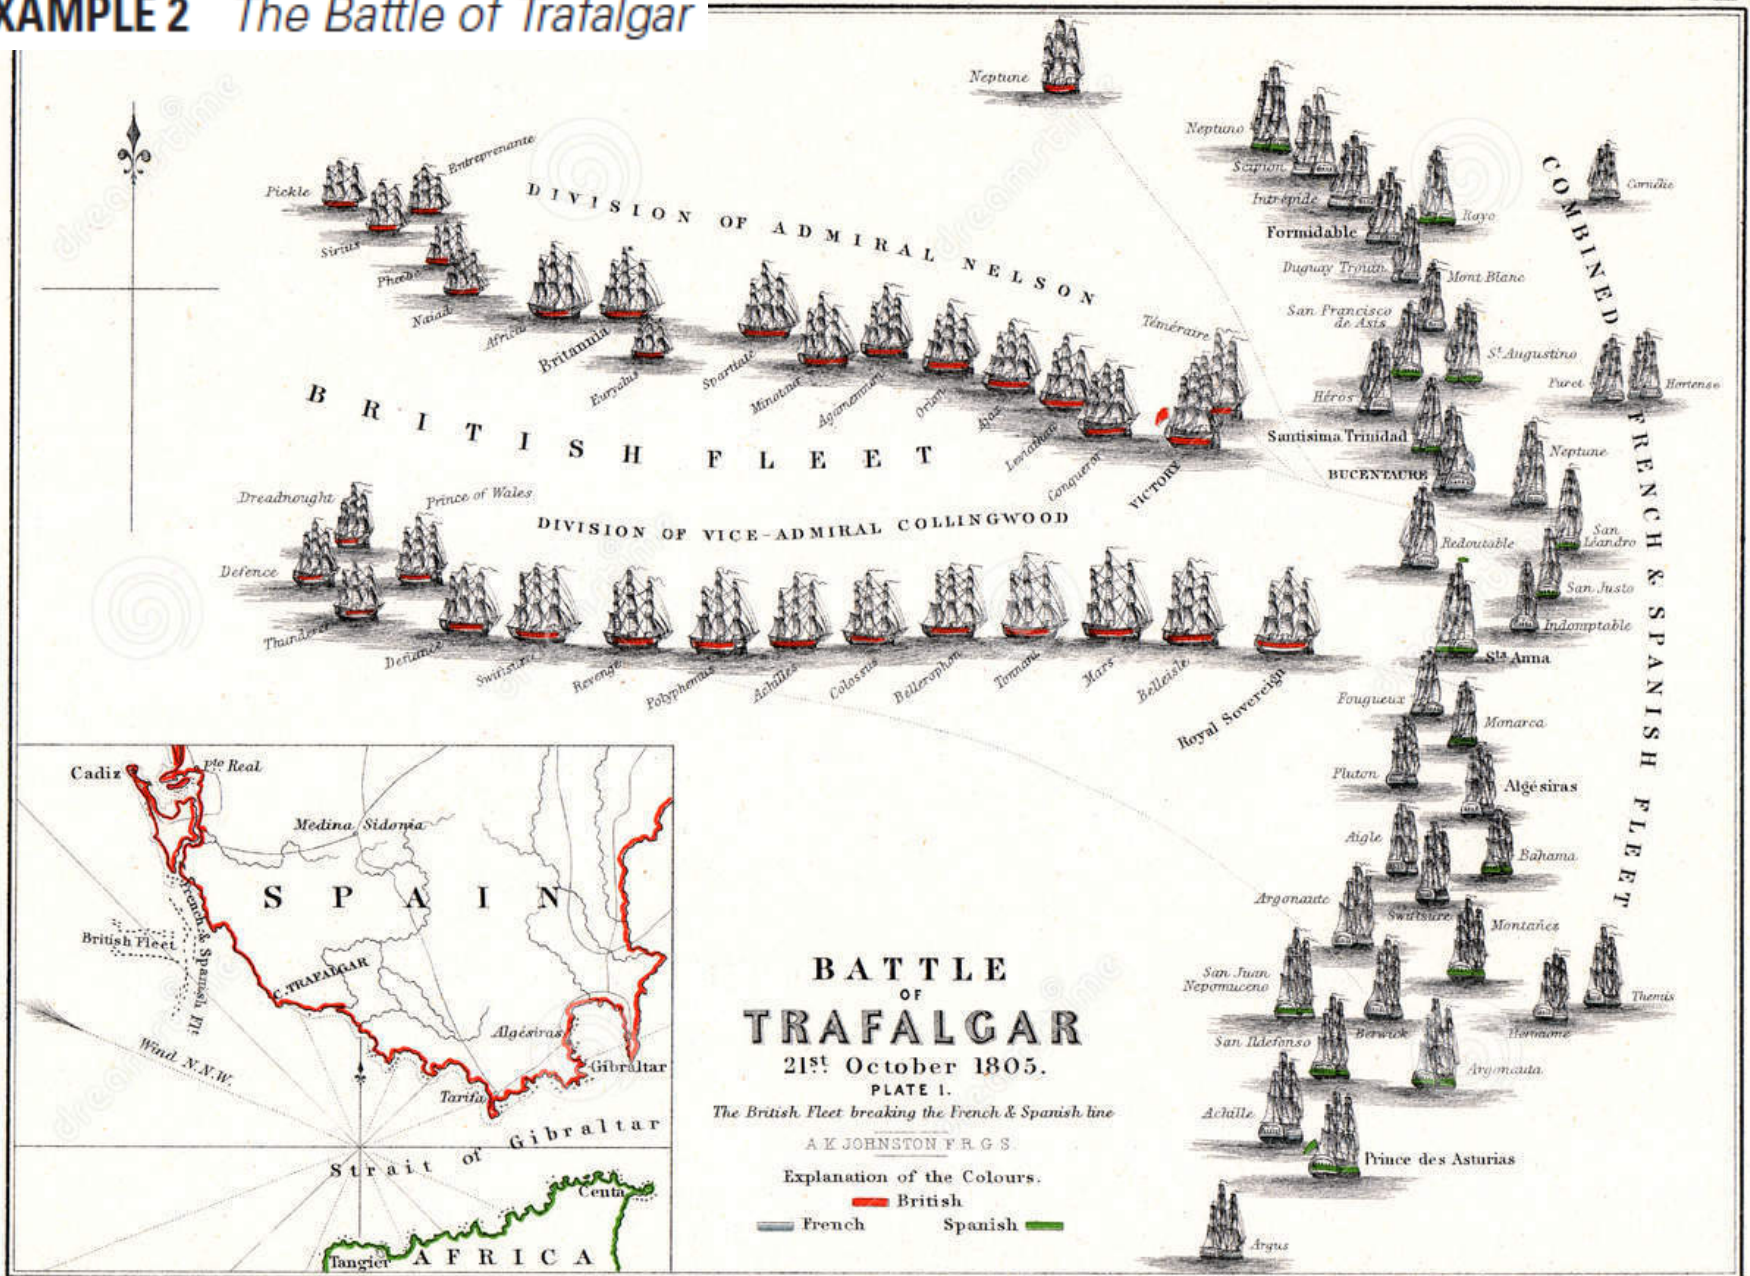 XAMPLE 2 The Battle of Trafalgar
Neptune
Neptuno
Scipion
Intrépide
Formidable
Rayo
Cornélie
Duguay Trouin
Mont Blanc
San Francisco
de Asis
St. Augustino
Héros
Furet
Hortense
Santisima Trinidad
BUCENTAURE
Neptune
Redoutable
San
Léandro
San Justo
Indomptable
Sta Anna
Fougueux
Monarca
Pluton
Algésiras
Aigle
Bahama
Argonaute
Swiftsure
Montañez
San Juan
Nepomuceno
Berwick
Hermione
Themis
San Ildefonso
Argonauta
Achille
Prince des Asturias
Argus
COMBINED FRENCH & SPANISH FLEET
Pickle
Entreprenante
Sirius
Phoebe
Naiad
DIVISION OF ADMIRAL NELSON
Africa
Britannia
Euryalus
Spartiate
Minotaur
Agamemnon
Orion
Ajax
Leviathan
Conqueror
VICTORY
Téméraire
BRITISH FLEET
DIVISION OF VICE-ADMIRAL COLLINGWOOD
Dreadnought
Prince of Wales
Defence
Thunderer
Defiance
Revenge
Polyphemus
Achilles
Colossus
Bellerophon
Tonnant
Mars
Belleisle
Royal Sovereign
Cadiz
Pto Real
Medina Sidonia
SPAIN
British Fleet
French & Spanish Flt.
C. TRAFALGAR
Wind N.N.W.
Algésiras
Gibraltar
Tarifa
Strait of Gibraltar
Ceuta
Tangier
AFRICA
BATTLE
OF
TRAFALGAR
21st. October 1805.
PLATE I.
The British Fleet breaking the French & Spanish line
A K JOHNSTON F.R.G.S.
Explanation of the Colours.
British
French Spanish
dreamstime